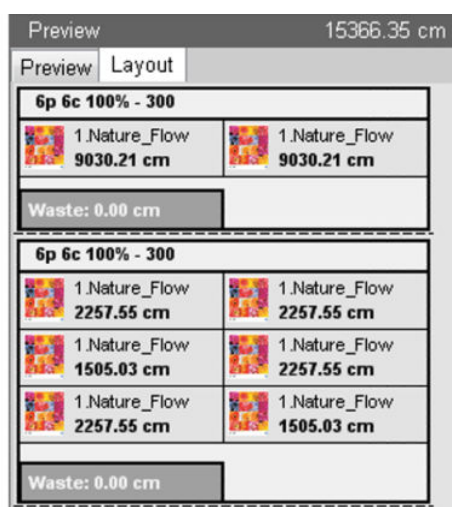 Preview 15366.35 cm
Preview Layout
6p 6c 100% - 300
1.Nature_Flow 1.Nature_Flow
9030.21 cm 9030.21 cm
Waste: 0.00 cm
6p 6c 100% - 300
1.Nature_Flow 1.Nature_Flow
2257.55 cm 2257.55 cm
1.Nature_Flow 1.Nature_Flow
1505.03 cm 2257.55 cm
1.Nature_Flow 1.Nature_Flow
2257.55 cm 1505.03 cm
Waste: 0.00 cm